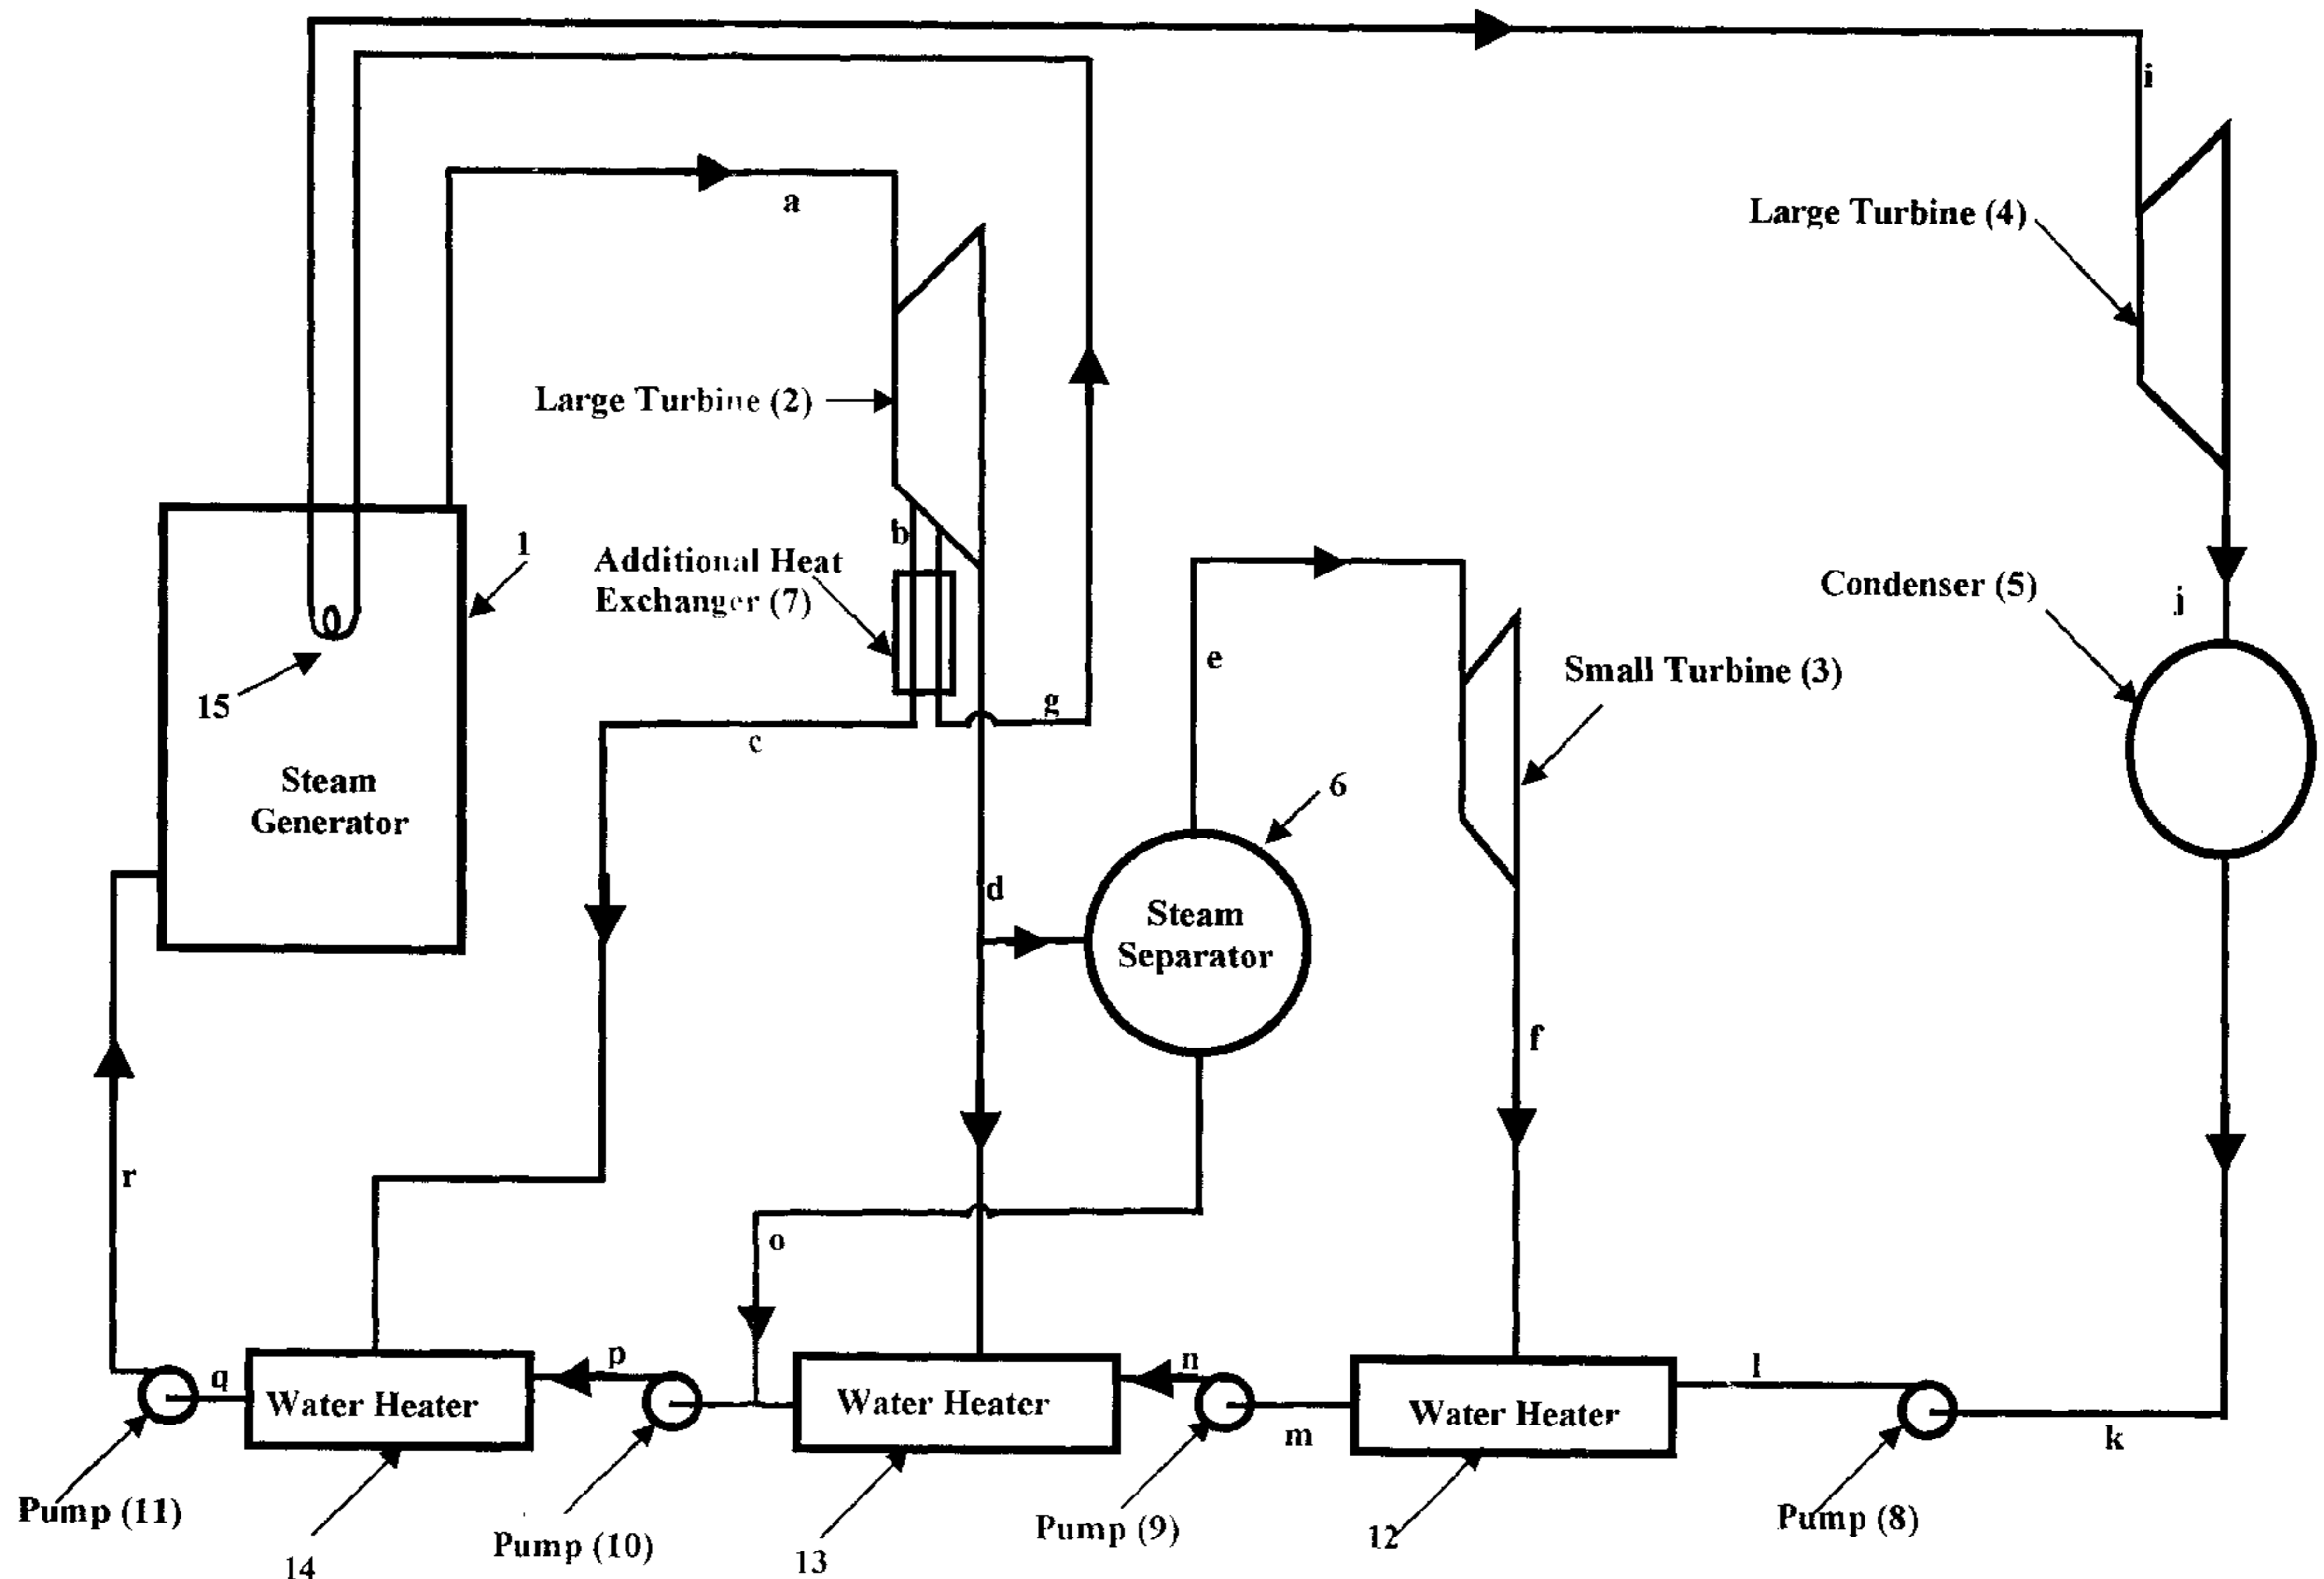 i
a
Large Turbine (4)
Large Turbine (2)
b
1
Additional Heat
Exchanger (7)
Condenser (5)
j
e
Small Turbine (3)
15
g
c
Steam
Generator
6
d
Steam
Separator
f
r
o
p
n
l
q
Water Heater
Water Heater
Water Heater
m
k
Pump (11)
Pump (10)
Pump (9)
12
Pump (8)
14
13